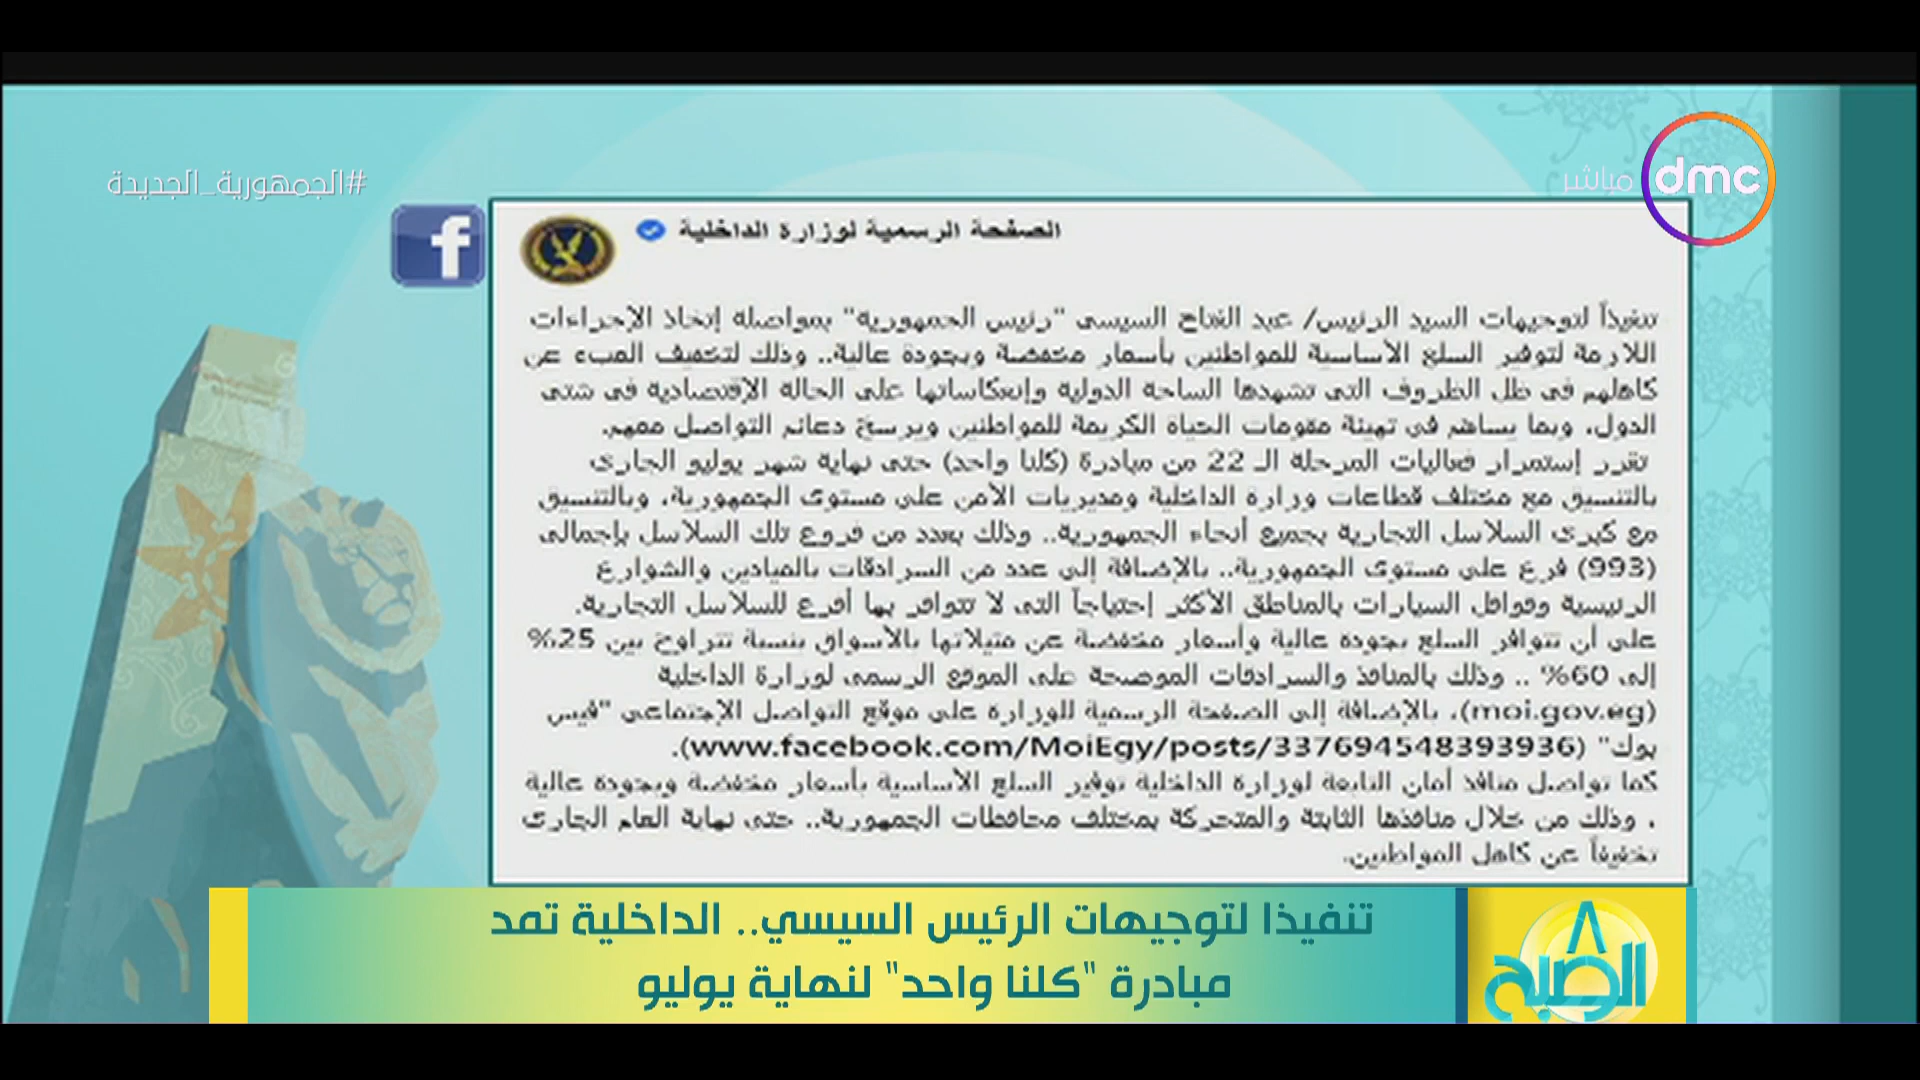 #الجمهورية_الجديدة
dmc
مباشر
f
الصفحة الرسمية لوزارة الداخلية
تنفيذاً لتوجيهات السيد الرئيس/ عبد الفتاح السيسى "رئيس الجمهورية" بمواصلة إتخاذ الإجراءات
اللازمة لتوفير السلع الأساسية للمواطنين بأسعار مخفضة وبجودة عالية.. وذلك لتخفيف العبء عن
كاهلهم فى ظل الظروف التى تشهدها الساحة الدولية وإنعكاساتها على الحالة الإقتصادية فى شتى
الدول، وبما يساهم فى تهيئة مقومات الحياة الكريمة للمواطنين ويرسخ دعائم التواصل معهم.
تقرر إستمرار فعاليات المرحلة الـ 22 من مبادرة (كلنا واحد) حتى نهاية شهر يوليو الجارى
بالتنسيق مع مختلف قطاعات وزارة الداخلية ومديريات الأمن على مستوى الجمهورية، وبالتنسيق
مع كبرى السلاسل التجارية بجميع أنحاء الجمهورية.. وذلك بعدد من فروع تلك السلاسل بإجمالى
(993) فرع على مستوى الجمهورية.. بالإضافة إلى عدد من السرادقات بالميادين والشوارع
الرئيسية وقوافل السيارات بالمناطق الأكثر إحتياجاً التى لا تتوافر بها أفرع للسلاسل التجارية.
على أن تتوافر السلع بجودة عالية وأسعار مخفضة عن مثيلاتها بالأسواق بنسبة تتراوح بين 25%
إلى 60% .. وذلك بالمنافذ والسرادقات الموضحة على الموقع الرسمى لوزارة الداخلية
(moi.gov.eg)، بالإضافة إلى الصفحة الرسمية للوزارة على موقع التواصل الإجتماعى "فيس
بوك" (www.facebook.com/MoiEgy/posts/337694548393936).
كما تواصل منافذ أمان التابعة لوزارة الداخلية توفير السلع الأساسية بأسعار مخفضة وبجودة عالية
، وذلك من خلال منافذها الثابتة والمتحركة بمختلف محافظات الجمهورية.. حتى نهاية العام الجارى
تخفيفاً عن كاهل المواطنين.
تنفيذا لتوجيهات الرئيس السيسي.. الداخلية تمد
مبادرة "كلنا واحد" لنهاية يوليو
٨
الصبح